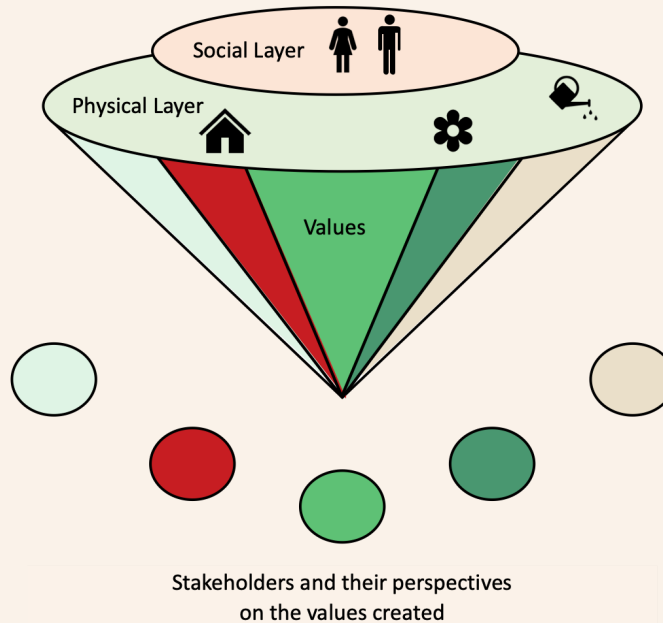 Social Layer
Physical Layer
Values
Stakeholders and their perspectives
on the values created